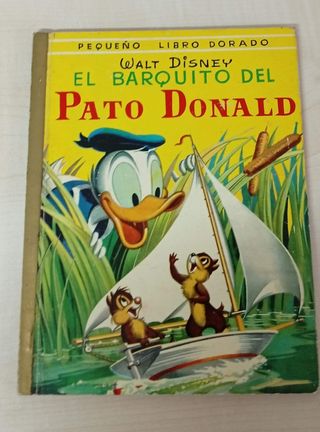 PEQUEÑO LIBRO DORADO
WALT DISNEY
EL BARQUITO DEL
PATO DONALD